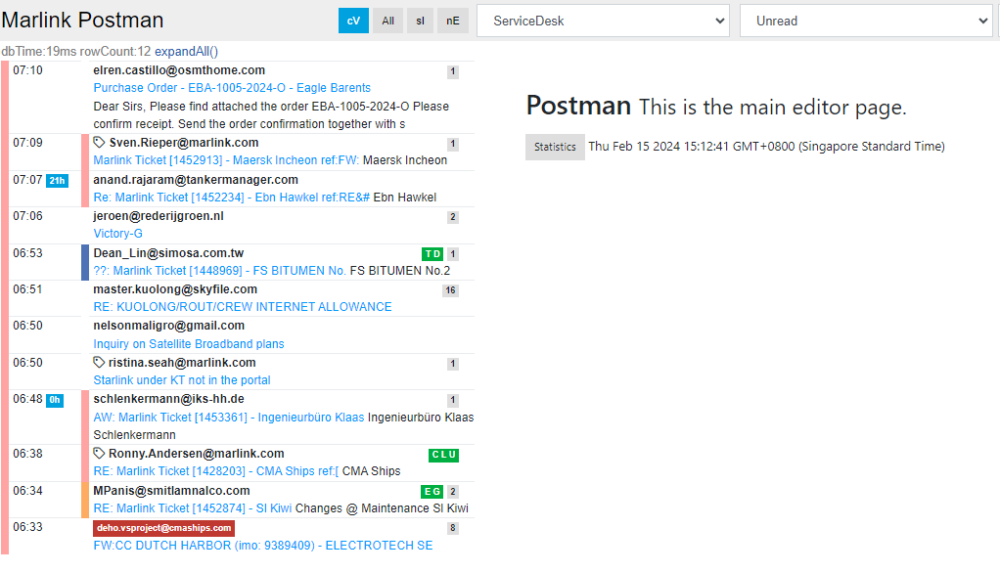 Marlink Postman cV All sI nE ServiceDesk Unread
dbTime:19ms rowCount:12 expandAll()
07:10 elren.castillo@osmthome.com 1
Purchase Order - EBA-1005-2024-O - Eagle Barents
Dear Sirs, Please find attached the order EBA-1005-2024-O Please
confirm receipt. Send the order confirmation together with s
07:09 Sven.Rieper@marlink.com 1
Marlink Ticket [1452913] - Maersk Incheon ref:FW: Maersk Incheon
07:07 21h anand.rajaram@tankermanager.com
Re: Marlink Ticket [1452234] - Ebn Hawkel ref:RE&# Ebn Hawkel
07:06 jeroen@rederijgroen.nl 2
Victory-G
06:53 Dean_Lin@simosa.com.tw T D 1
??: Marlink Ticket [1448969] - FS BITUMEN No. FS BITUMEN No.2
06:51 master.kuolong@skyfile.com 16
RE: KUOLONG/ROUT/CREW INTERNET ALLOWANCE
06:50 nelsonmaligro@gmail.com
Inquiry on Satellite Broadband plans
06:50 ristina.seah@marlink.com 1
Starlink under KT not in the portal
06:48 0h schlenkermann@iks-hh.de 1
AW: Marlink Ticket [1453361] - Ingenieurbüro Klaas Ingenieurbüro Klaas
Schlenkermann
06:38 Ronny.Andersen@marlink.com C L U
RE: Marlink Ticket [1428203] - CMA Ships ref:[ CMA Ships
06:34 MPanis@smitlamnalco.com E G 2
RE: Marlink Ticket [1452874] - SI Kiwi Changes @ Maintenance SI Kiwi
06:33 deho.vsproject@cmaships.com 8
FW:CC DUTCH HARBOR (imo: 9389409) - ELECTROTECH SE
Postman This is the main editor page.
Statistics Thu Feb 15 2024 15:12:41 GMT+0800 (Singapore Standard Time)